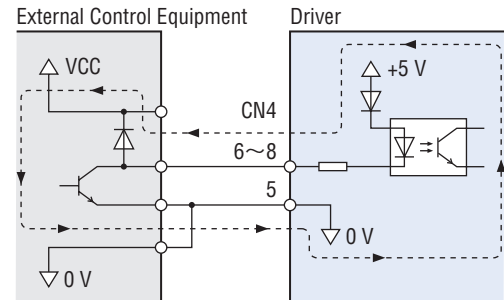 External Control Equipment Driver
VCC
+5 V
CN4
6～8
5
0 V
0 V